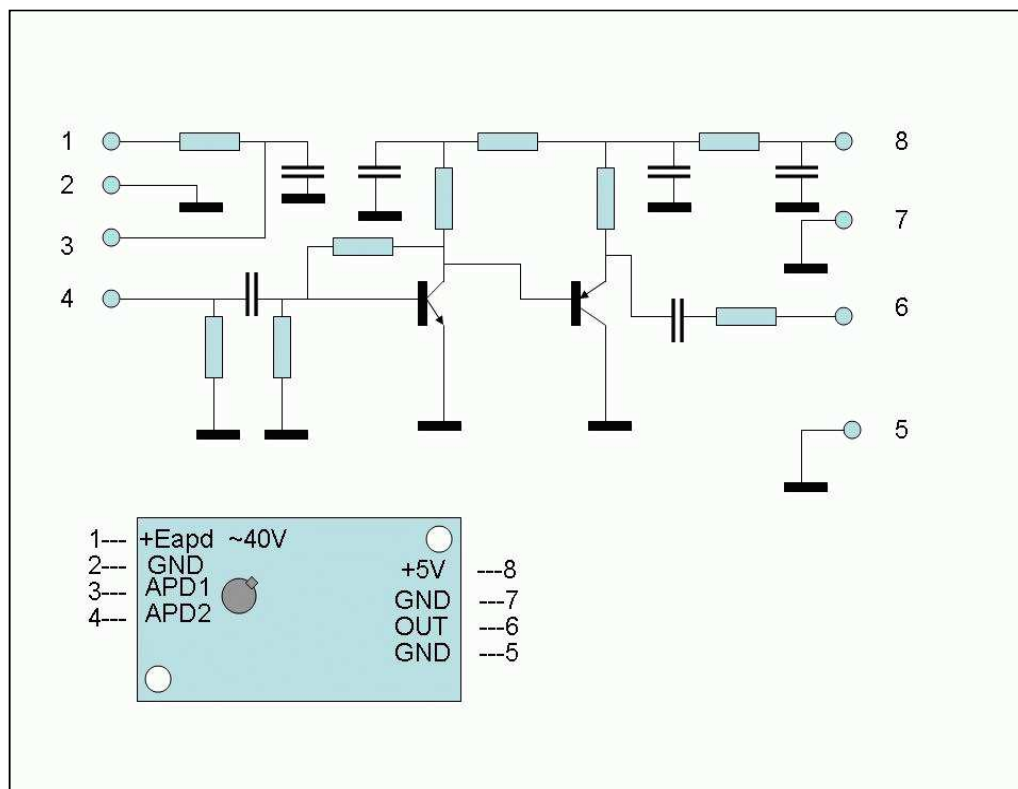 1
2
3
4
8
7
6
5
1--- +Eapd ~40V
2--- GND
3--- APD1
4--- APD2
+5V ---8
GND ---7
OUT ---6
GND ---5